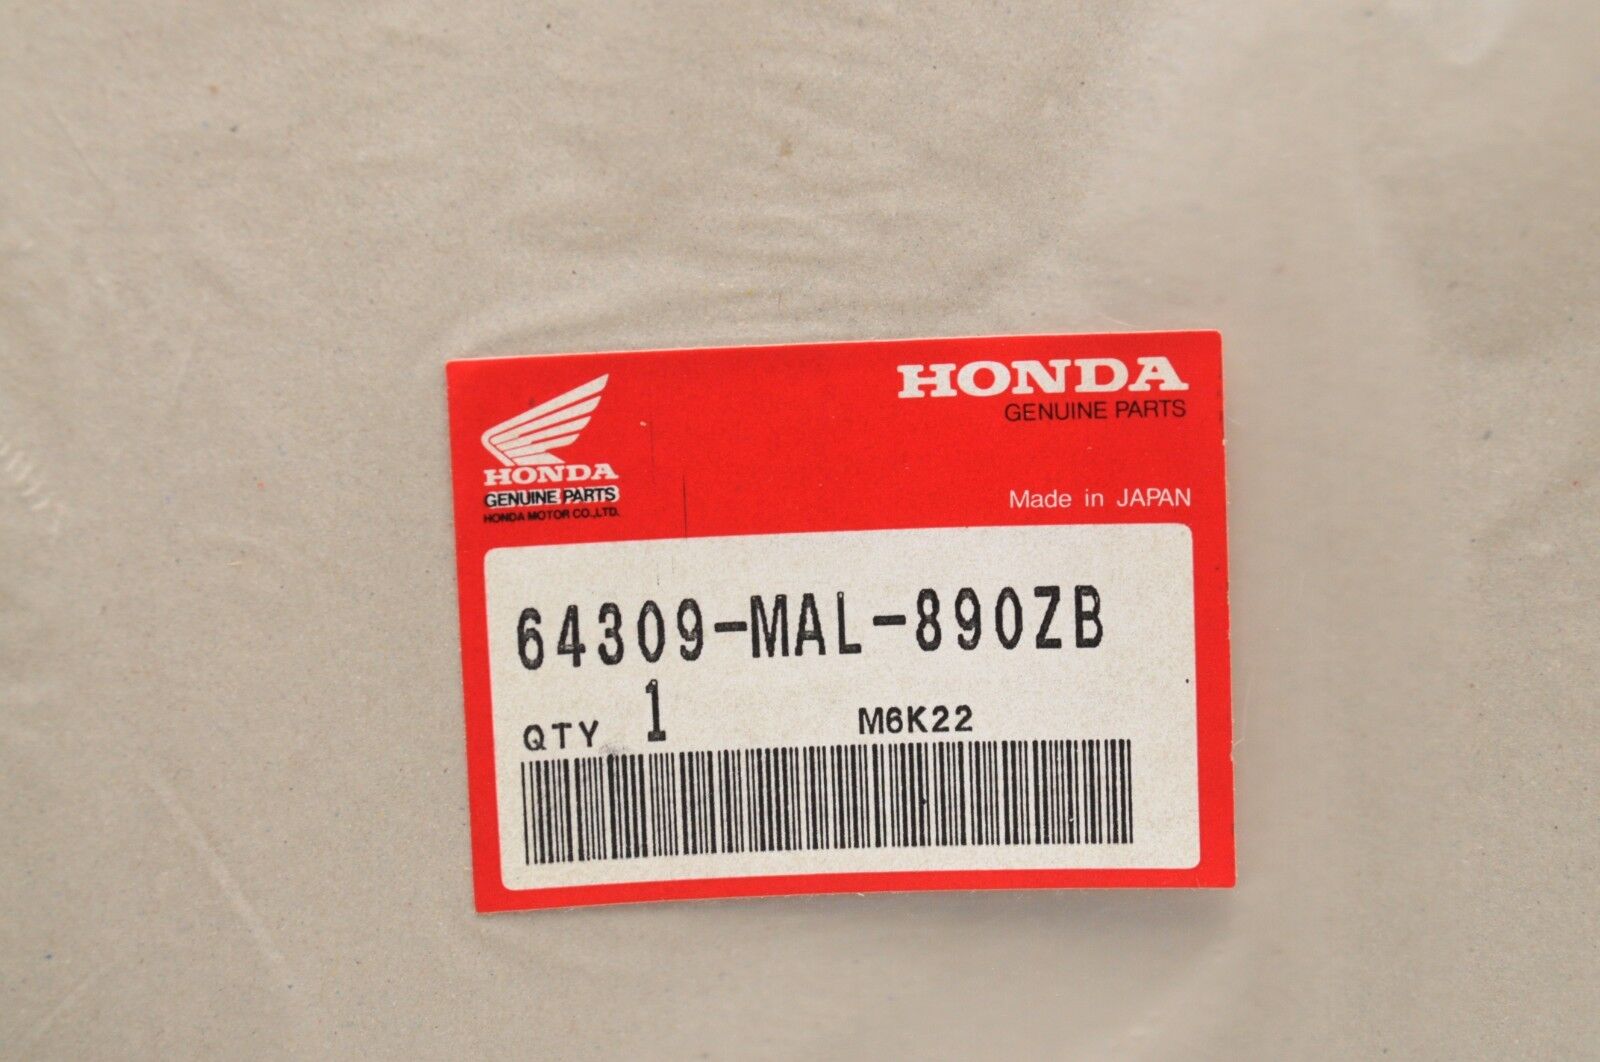 HONDA
GENUINE PARTS
HONDA
GENUINE PARTS
HONDA MOTOR CO.,LTD.
Made in JAPAN
64309-MAL-890ZB
QTY 1 M6K22